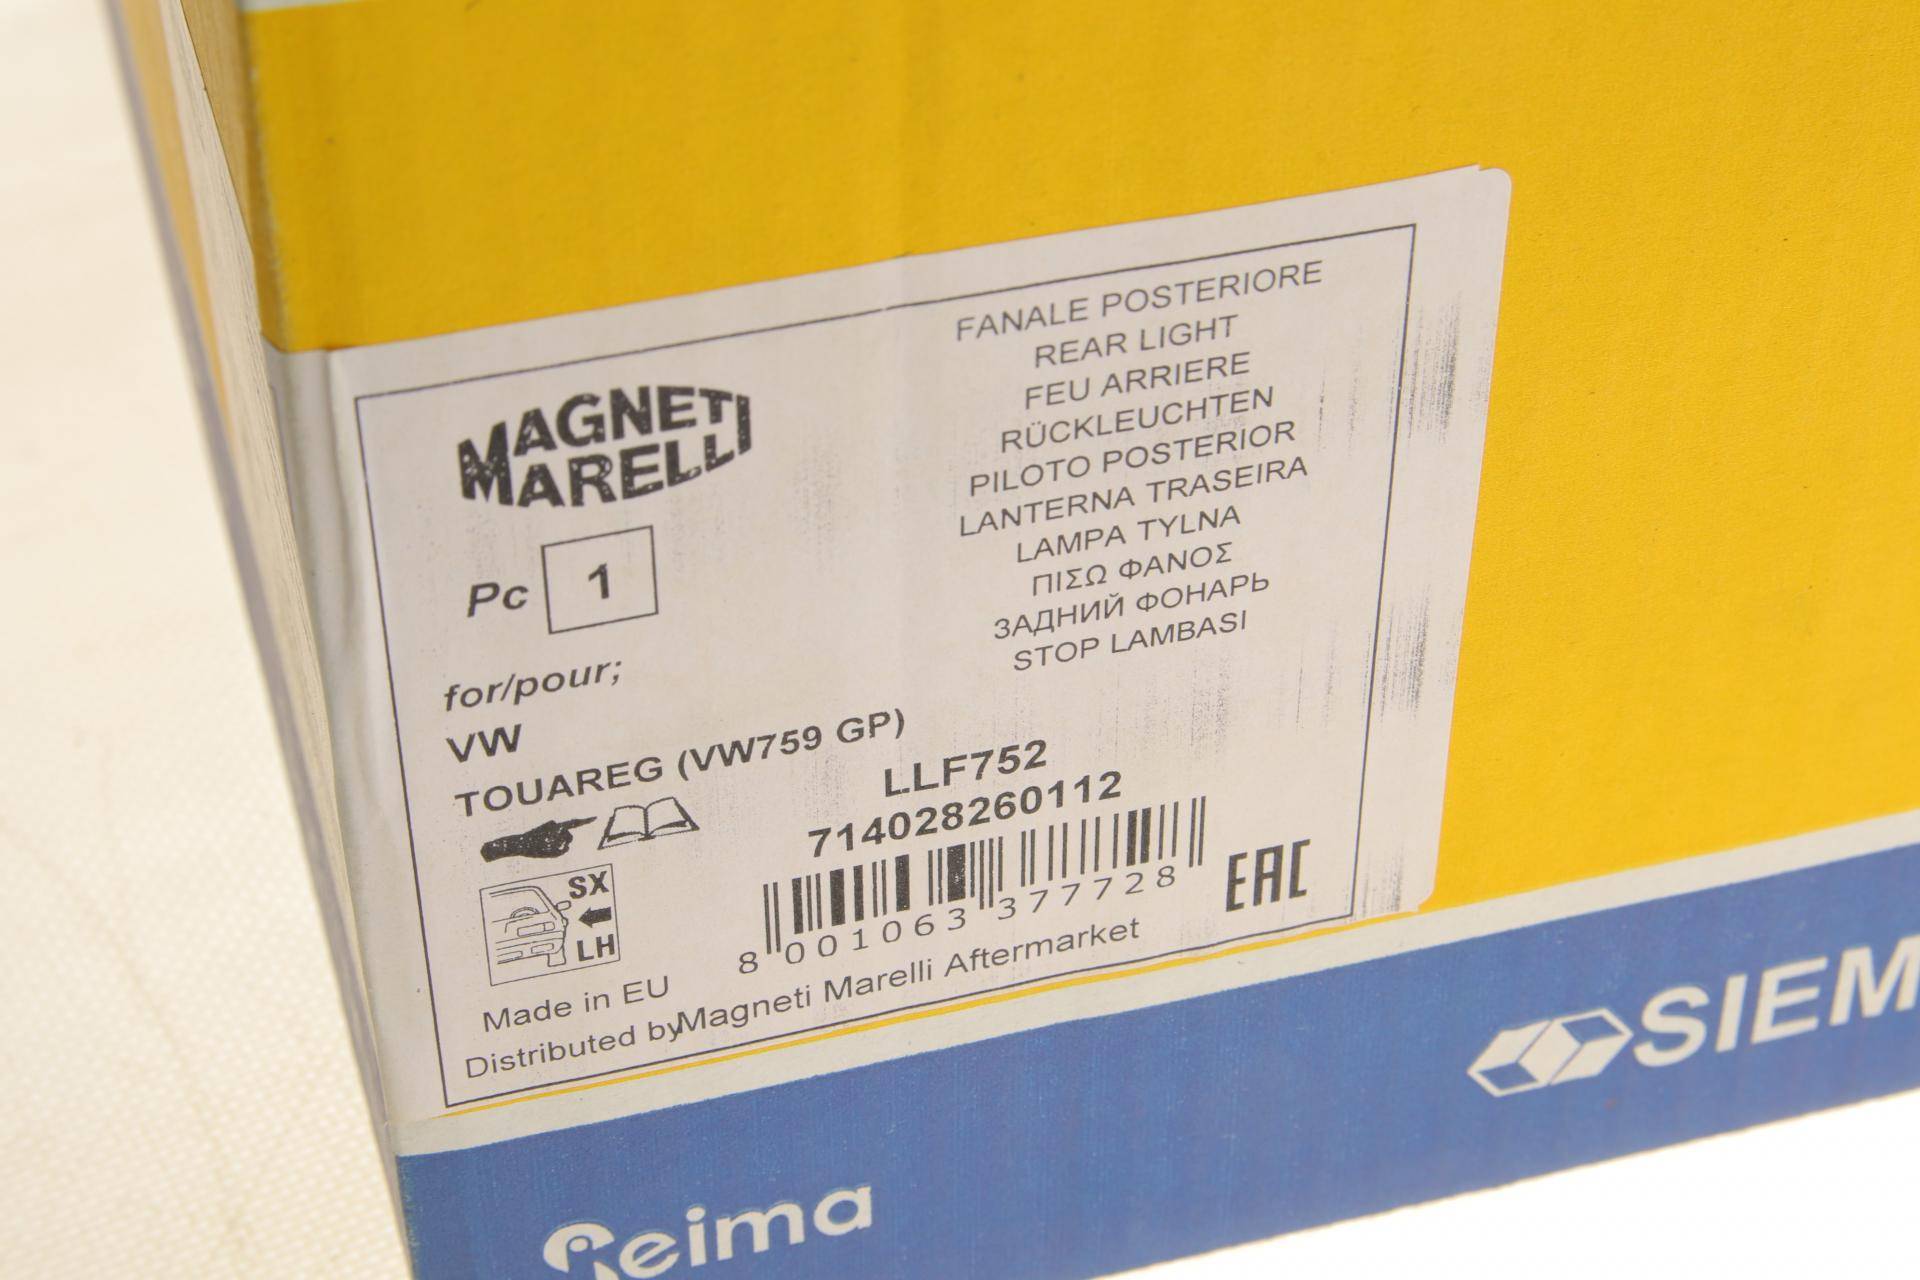 MAGNETI
MARELLI
FANALE POSTERIORE
REAR LIGHT
FEU ARRIERE
RÜCKLEUCHTEN
PILOTO POSTERIOR
LANTERNA TRASEIRA
LAMPA TYLNA
ΠΙΣΩ ΦΑΝΟΣ
ЗАДНИЙ ФОНАРЬ
STOP LAMBASI
Pc 1
for/pour;
VW
TOUAREG (VW759 GP)
LLF752
714028260112
SX
LH
8 001063 377728
EAC
Made in EU
Distributed by Magneti Marelli Aftermarket
SIEM
Seima